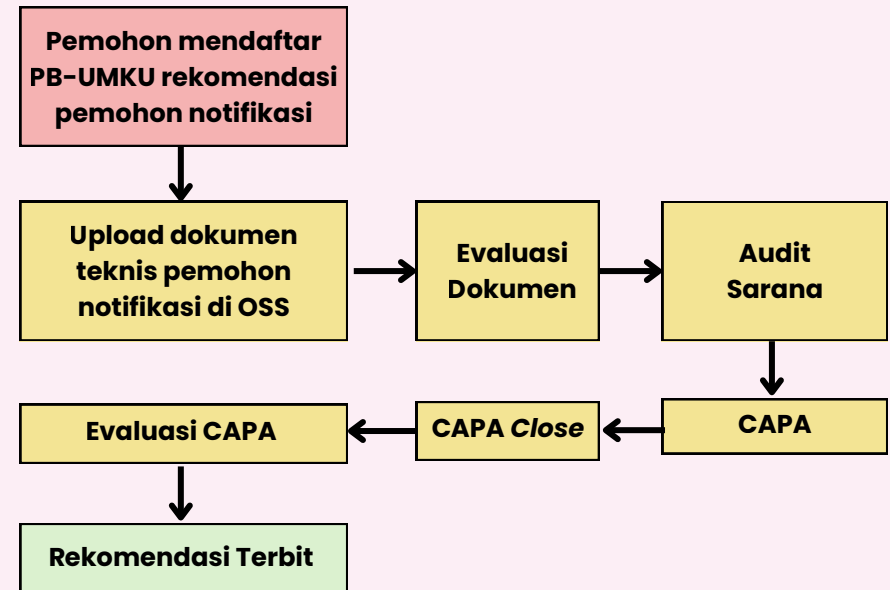 Pemohon mendaftar
PB-UMKU rekomendasi
pemohon notifikasi
Upload dokumen
teknis pemohon
notifikasi di OSS
Evaluasi
Dokumen
Audit
Sarana
CAPA
CAPA Close
Evaluasi CAPA
Rekomendasi Terbit